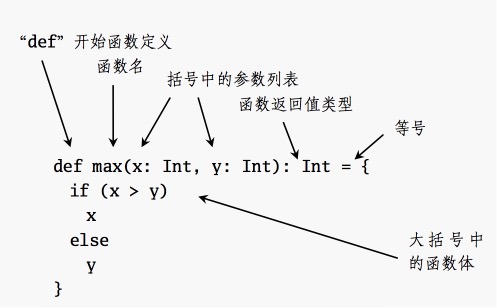 “def” 开始函数定义
函数名
括号中的参数列表
函数返回值类型
等号
def max(x: Int, y: Int): Int = {
if (x > y)
x
else
y
}
大括号中
的函数体